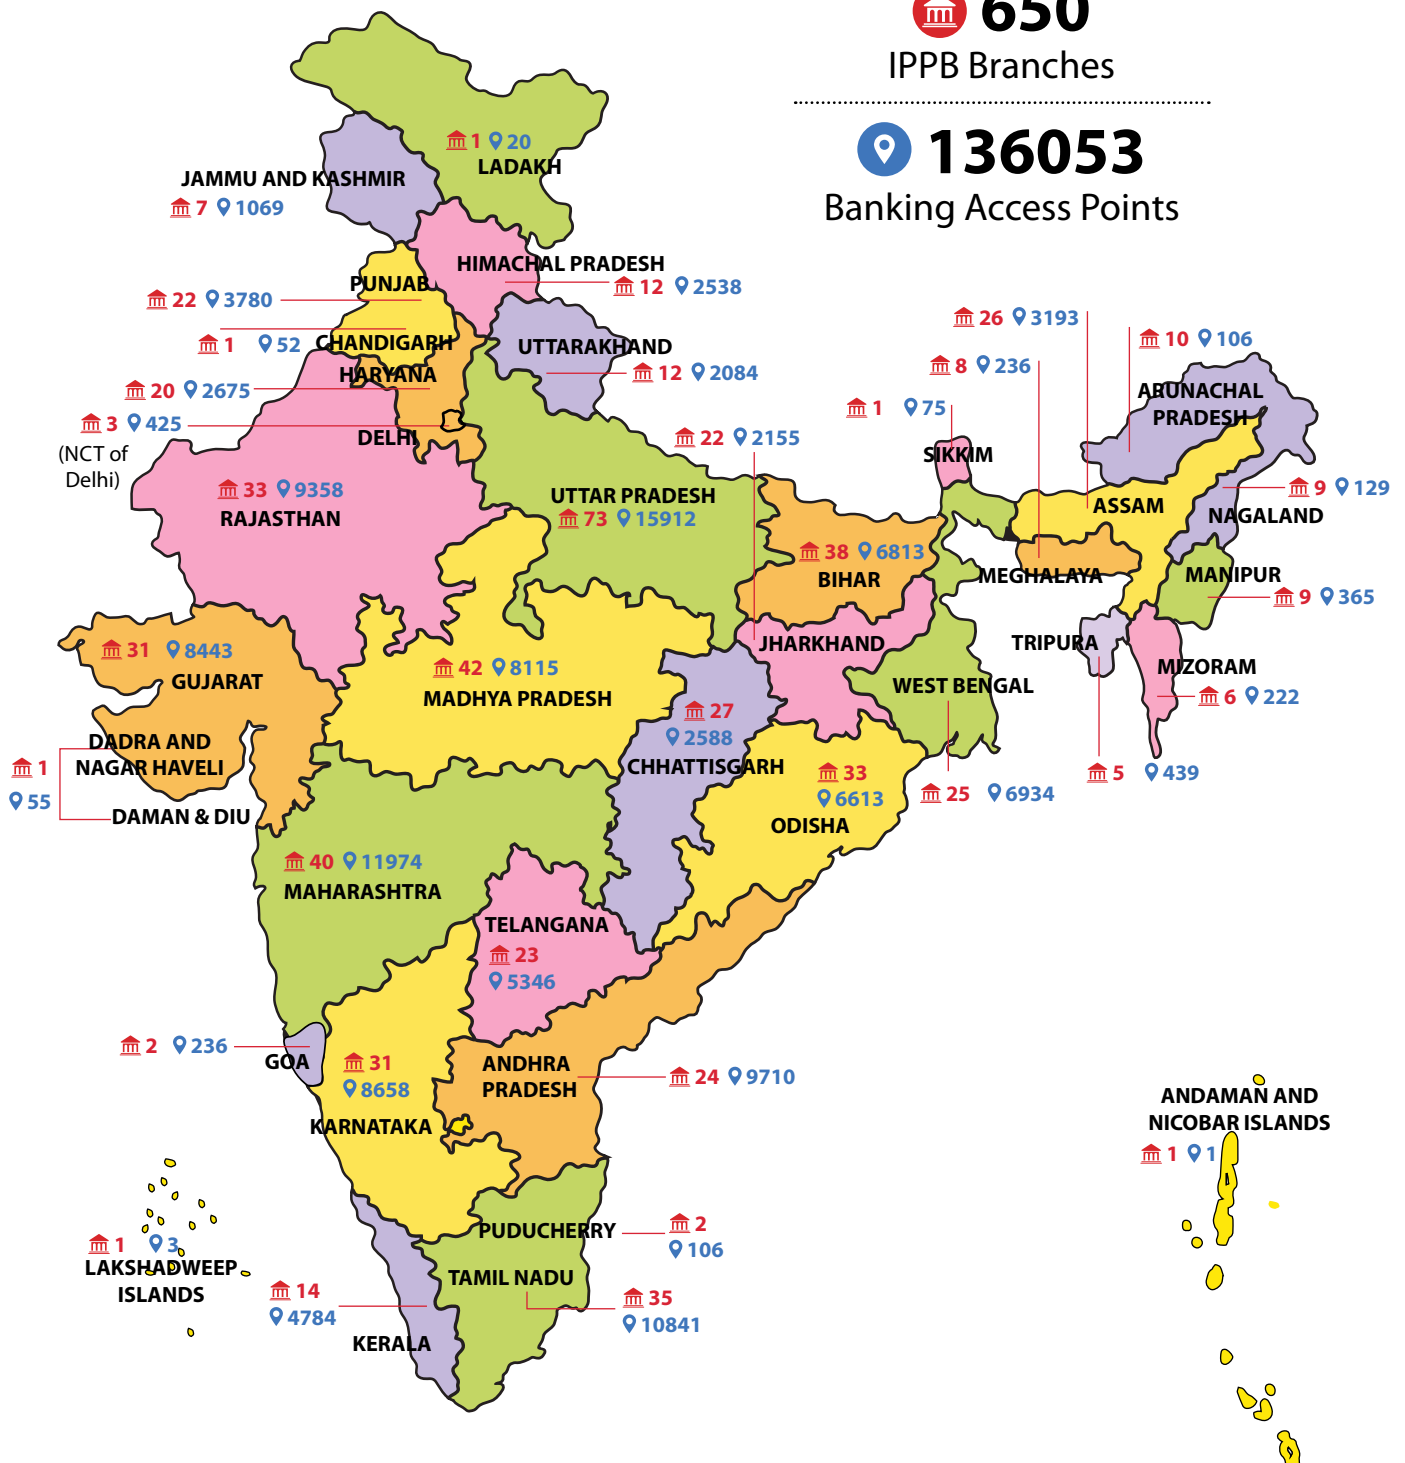 650
IPPB Branches
136053
Banking Access Points
1 20
LADAKH
JAMMU AND KASHMIR
7 1069
HIMACHAL PRADESH
12 2538
PUNJAB
22 3780
1 52
CHANDIGARH
UTTARAKHAND
12 2084
HARYANA
20 2675
3 425
(NCT of
Delhi)
DELHI
26 3193
10 106
8 236
ARUNACHAL
PRADESH
1 75
SIKKIM
22 2155
33 9358
RAJASTHAN
UTTAR PRADESH
73 15912
ASSAM
9 129
NAGALAND
38 6813
BIHAR
MEGHALAYA
MANIPUR
9 365
31 8443
GUJARAT
42 8115
MADHYA PRADESH
JHARKHAND
TRIPURA
MIZORAM
6 222
WEST BENGAL
27
2588
CHHATTISGARH
DADRA AND
NAGAR HAVELI
1
55
DAMAN & DIU
33
6613
ODISHA
25 6934
5 439
40 11974
MAHARASHTRA
TELANGANA
23
5346
2 236
GOA
31
8658
KARNATAKA
ANDHRA
PRADESH
24 9710
ANDAMAN AND
NICOBAR ISLANDS
1 1
1 3
LAKSHADWEEP
ISLANDS
PUDUCHERRY
2
106
TAMIL NADU
35
10841
14
4784
KERALA